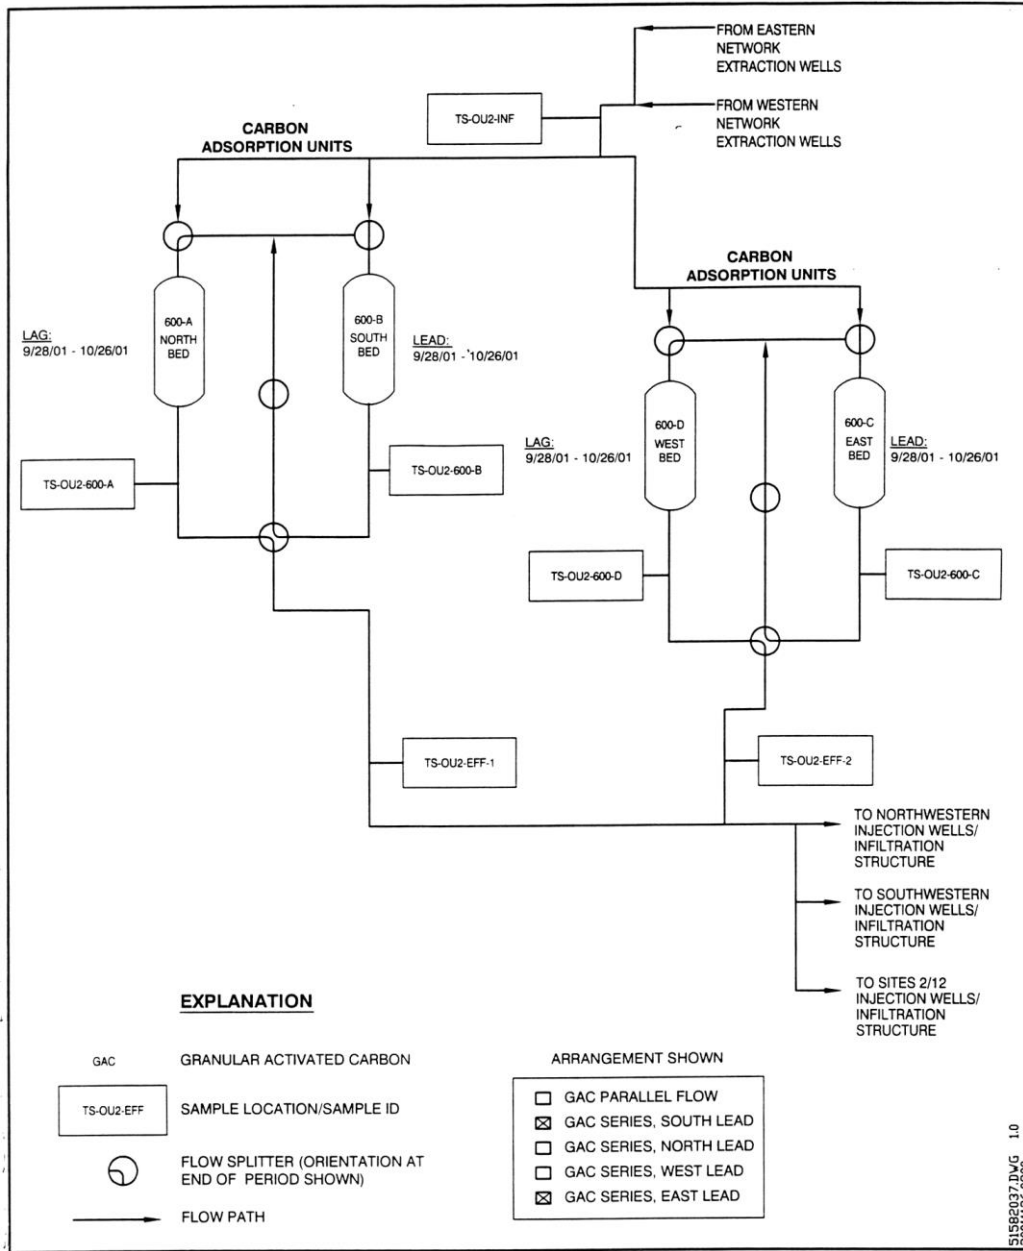 FROM EASTERN
NETWORK
EXTRACTION WELLS
TS-OU2-INF
FROM WESTERN
NETWORK
EXTRACTION WELLS
CARBON
ADSORPTION UNITS
CARBON
ADSORPTION UNITS
LAG:
9/28/01 - 10/26/01
600-A
NORTH
BED
600-B
SOUTH
BED
LEAD:
9/28/01 - 10/26/01
LAG:
9/28/01 - 10/26/01
600-D
WEST
BED
600-C
EAST
BED
LEAD:
9/28/01 - 10/26/01
TS-OU2-600-A
TS-OU2-600-B
TS-OU2-600-D
TS-OU2-600-C
TS-OU2-EFF-1
TS-OU2-EFF-2
TO NORTHWESTERN
INJECTION WELLS/
INFILTRATION
STRUCTURE
TO SOUTHWESTERN
INJECTION WELLS/
INFILTRATION
STRUCTURE
TO SITES 2/12
INJECTION WELLS/
INFILTRATION
STRUCTURE
EXPLANATION
GAC GRANULAR ACTIVATED CARBON
TS-OU2-EFF SAMPLE LOCATION/SAMPLE ID
FLOW SPLITTER (ORIENTATION AT
END OF PERIOD SHOWN)
FLOW PATH
ARRANGEMENT SHOWN
GAC PARALLEL FLOW
GAC SERIES, SOUTH LEAD
GAC SERIES, NORTH LEAD
GAC SERIES, WEST LEAD
GAC SERIES, EAST LEAD
51582037.DWG 1.0